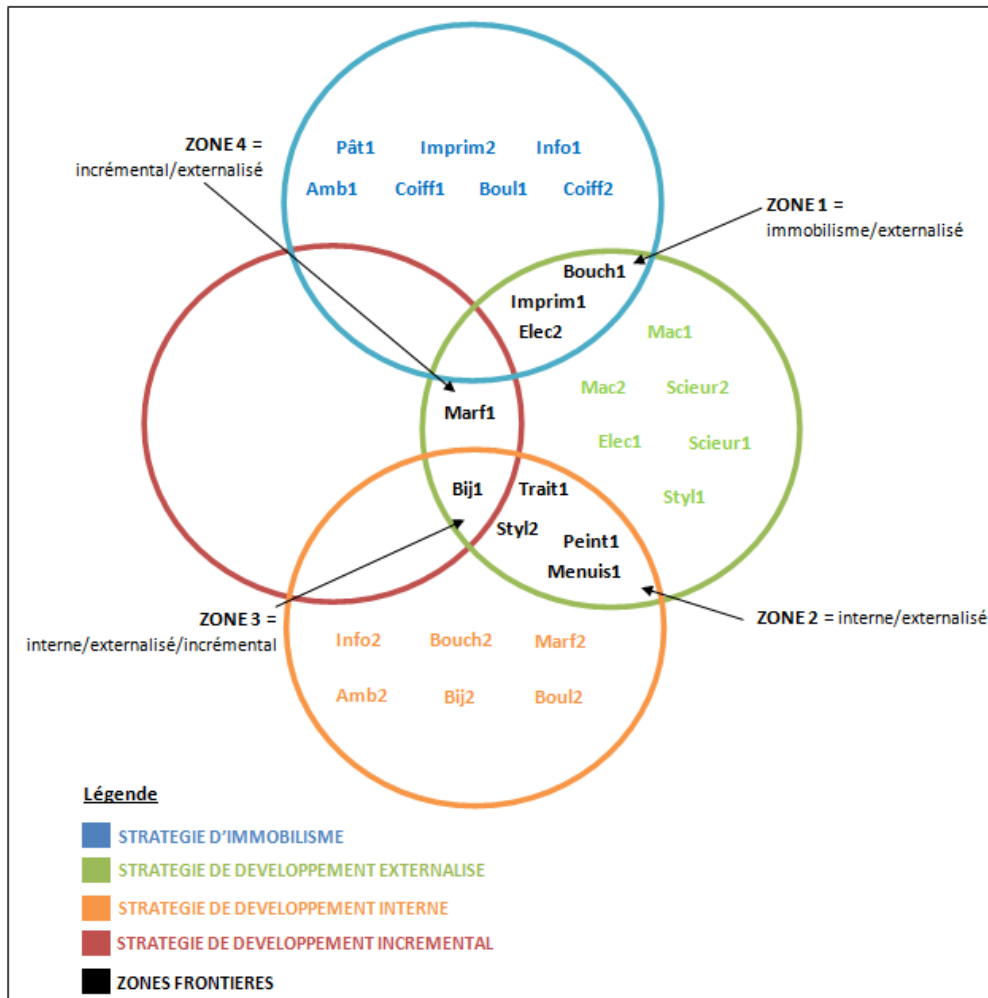 Pât1 Imprim2 Info1
ZONE 4 =
incrémental/externalisé
Amb1 Coiff1 Boul1 Coiff2
ZONE 1 =
immobilisme/externalisé
Bouch1
Imprim1
Elec2
Mac1
Mac2 Scieur2
Marf1
Elec1 Scieur1
Bij1 Trait1
Styl1
Styl2
Peint1
Menuis1
ZONE 3 =
interne/externalisé/incrémental
ZONE 2 = interne/externalisé
Info2 Bouch2 Marf2
Amb2 Bij2 Boul2
Légende
STRATEGIE D'IMMOBILISME
STRATEGIE DE DEVELOPPEMENT EXTERNALISE
STRATEGIE DE DEVELOPPEMENT INTERNE
STRATEGIE DE DEVELOPPEMENT INCREMENTAL
ZONES FRONTIERES